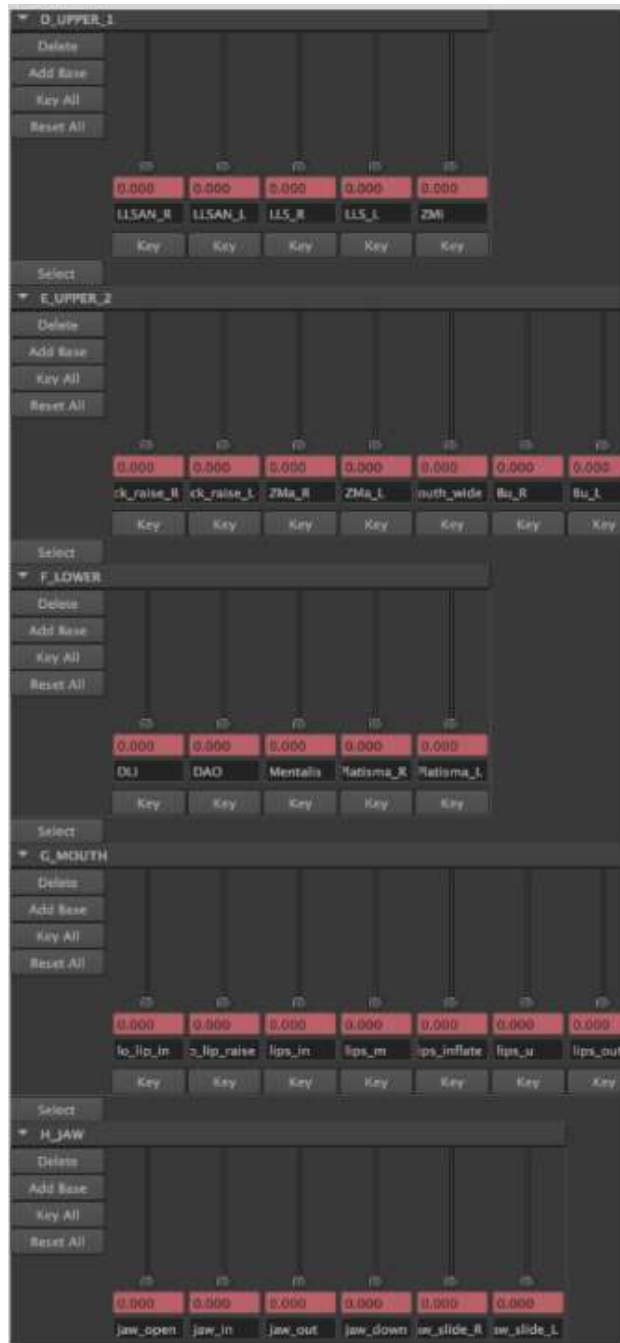 D_UPPER_1
Delete
Add Base
Key All
Reset All
0.000 0.000 0.000 0.000 0.000
LLSAN_R LLSAN_L LLS_R LLS_L ZMi
Key Key Key Key Key
Select
E_UPPER_2
Delete
Add Base
Key All
Reset All
0.000 0.000 0.000 0.000 0.000 0.000 0.000
ck_raise_R ck_raise_L ZMa_R ZMa_L outh_wide Bu_R Bu_L
Key Key Key Key Key Key Key
Select
F_LOWER
Delete
Add Base
Key All
Reset All
0.000 0.000 0.000 0.000 0.000
DLI DAO Mentalis Platisma_R Platisma_L
Key Key Key Key Key
Select
G_MOUTH
Delete
Add Base
Key All
Reset All
0.000 0.000 0.000 0.000 0.000 0.000 0.000
lo_lip_in o_lip_raise lips_in lips_m ips_inflate lips_u lips_out
Key Key Key Key Key Key Key
Select
H_JAW
Delete
Add Base
Key All
Reset All
0.000 0.000 0.000 0.000 0.000 0.000
jaw_open jaw_in jaw_out jaw_down aw_slide_R aw_slide_L